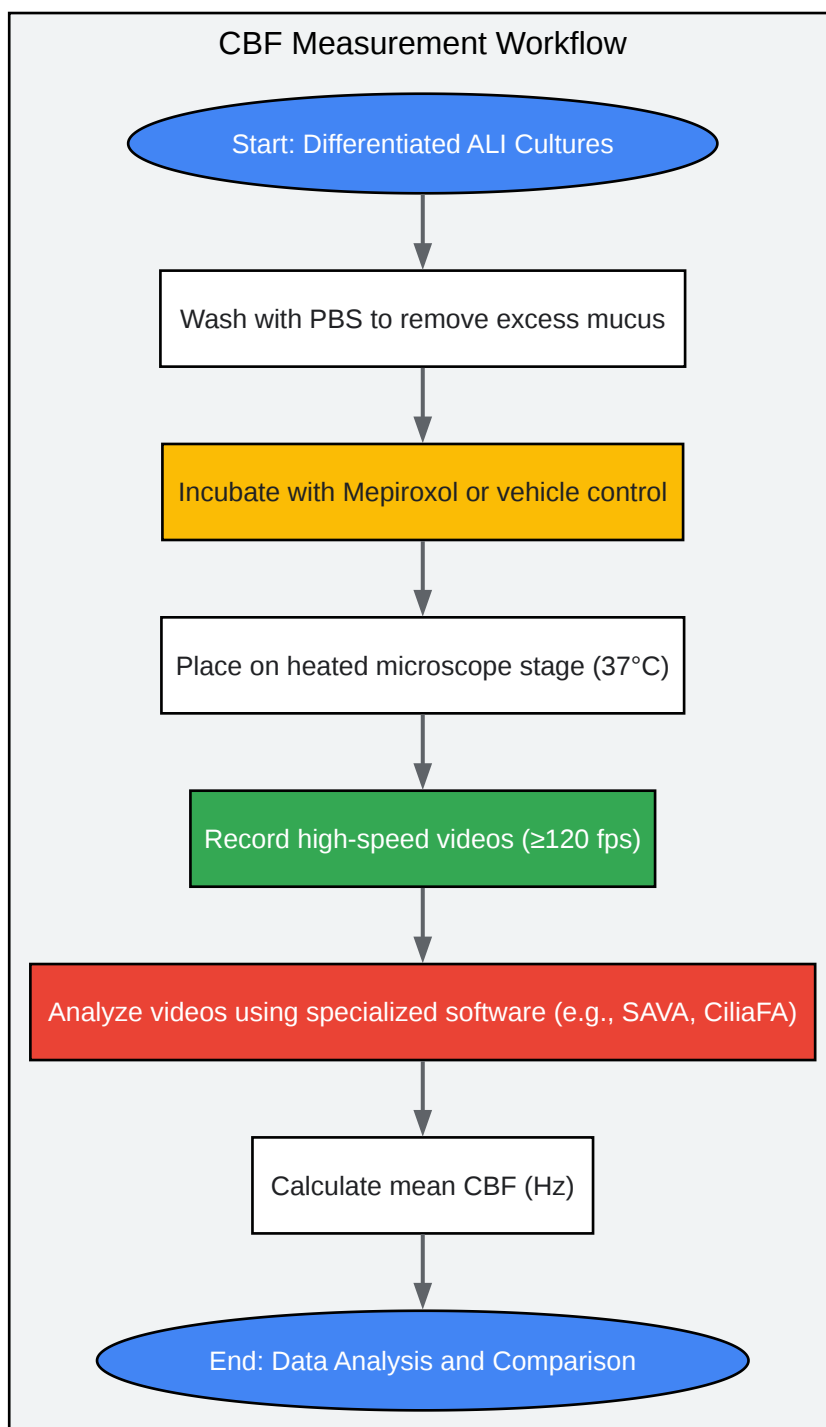 CBF Measurement Workflow
Start: Differentiated ALI Cultures
Wash with PBS to remove excess mucus
Incubate with Mepiroxol or vehicle control
Place on heated microscope stage (37°C)
Record high-speed videos (≥120 fps)
Analyze videos using specialized software (e.g., SAVA, CiliaFA)
Calculate mean CBF (Hz)
End: Data Analysis and Comparison